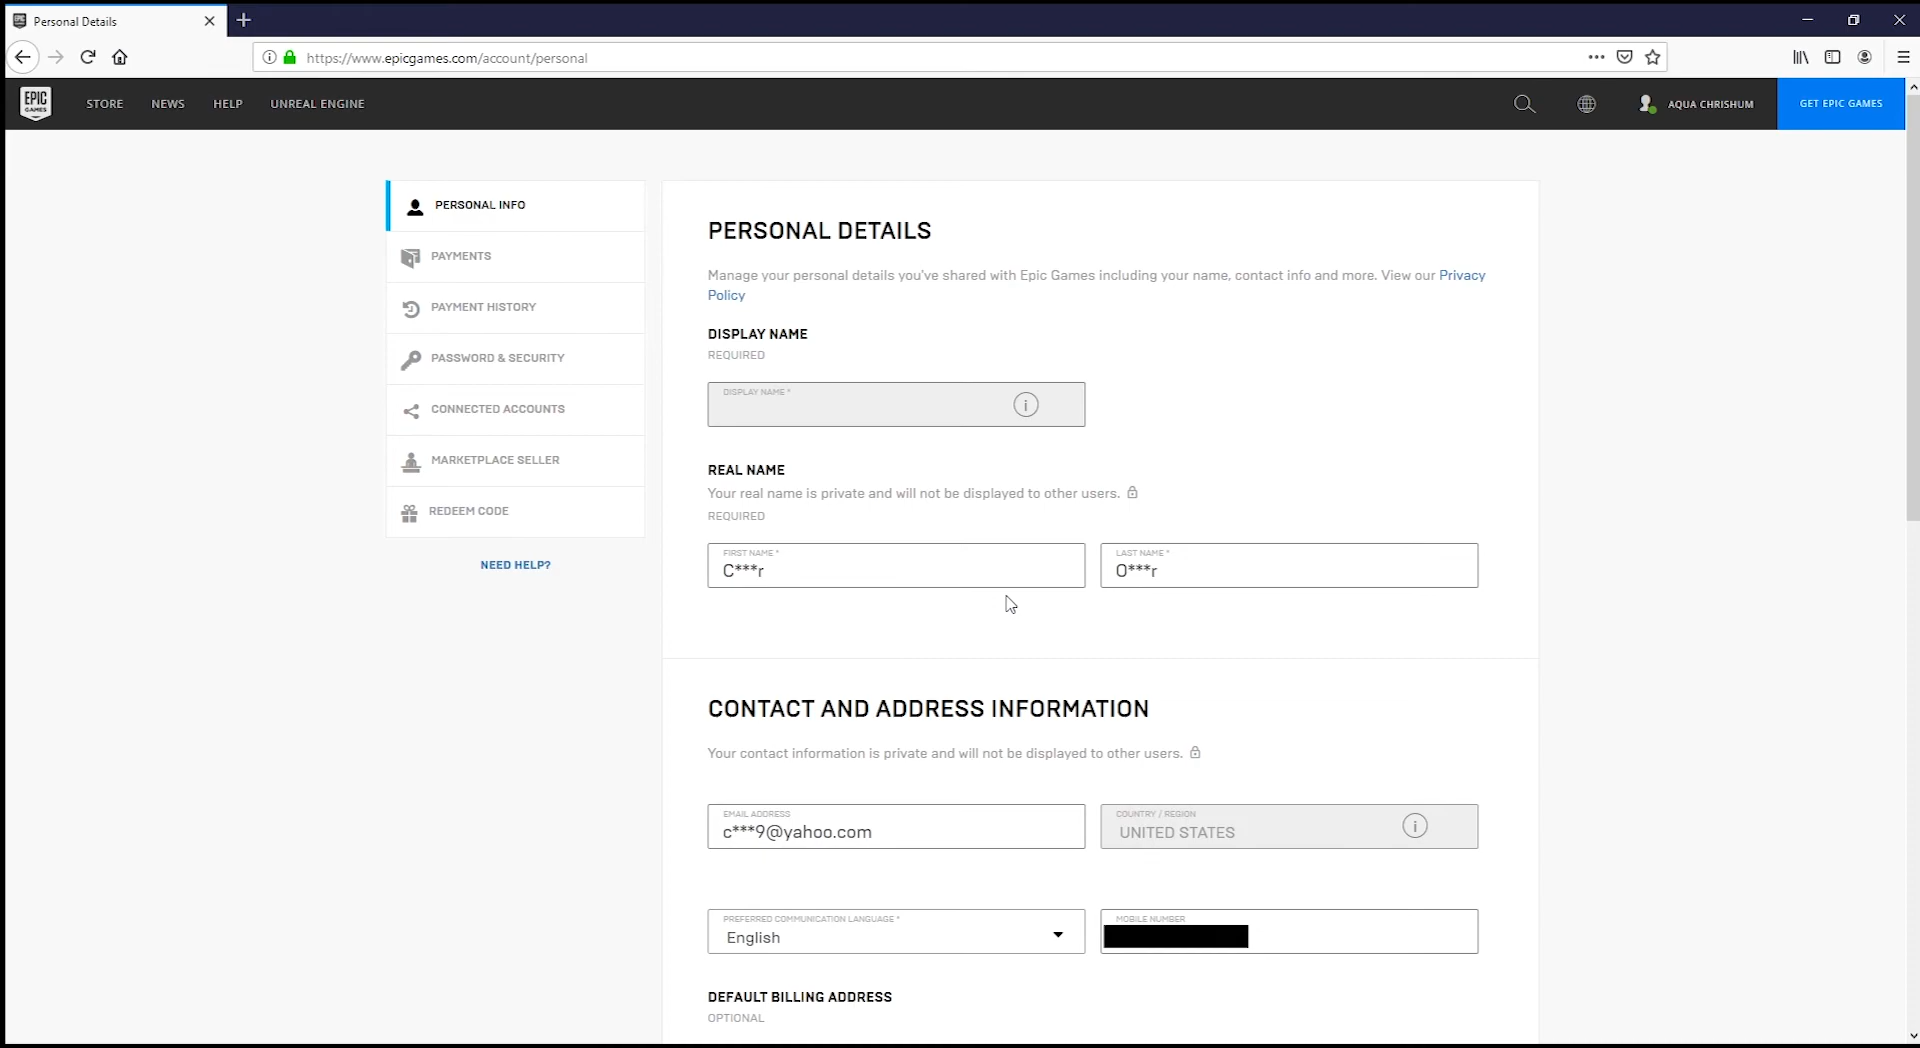 Personal Details
https://www.epicgames.com/account/personal
EPIC GAMES
STORE
NEWS
HELP
UNREAL ENGINE
AQUA CHRISHUM
GET EPIC GAMES
PERSONAL INFO
PAYMENTS
PAYMENT HISTORY
PASSWORD & SECURITY
CONNECTED ACCOUNTS
MARKETPLACE SELLER
REDEEM CODE
NEED HELP?
PERSONAL DETAILS
Manage your personal details you've shared with Epic Games including your name, contact info and more. View our Privacy
Policy
DISPLAY NAME
REQUIRED
DISPLAY NAME *
REAL NAME
Your real name is private and will not be displayed to other users.
REQUIRED
FIRST NAME *
C***r
LAST NAME *
O***r
CONTACT AND ADDRESS INFORMATION
Your contact information is private and will not be displayed to other users.
EMAIL ADDRESS
c***9@yahoo.com
COUNTRY / REGION
UNITED STATES
PREFERRED COMMUNICATION LANGUAGE *
English
MOBILE NUMBER
DEFAULT BILLING ADDRESS
OPTIONAL